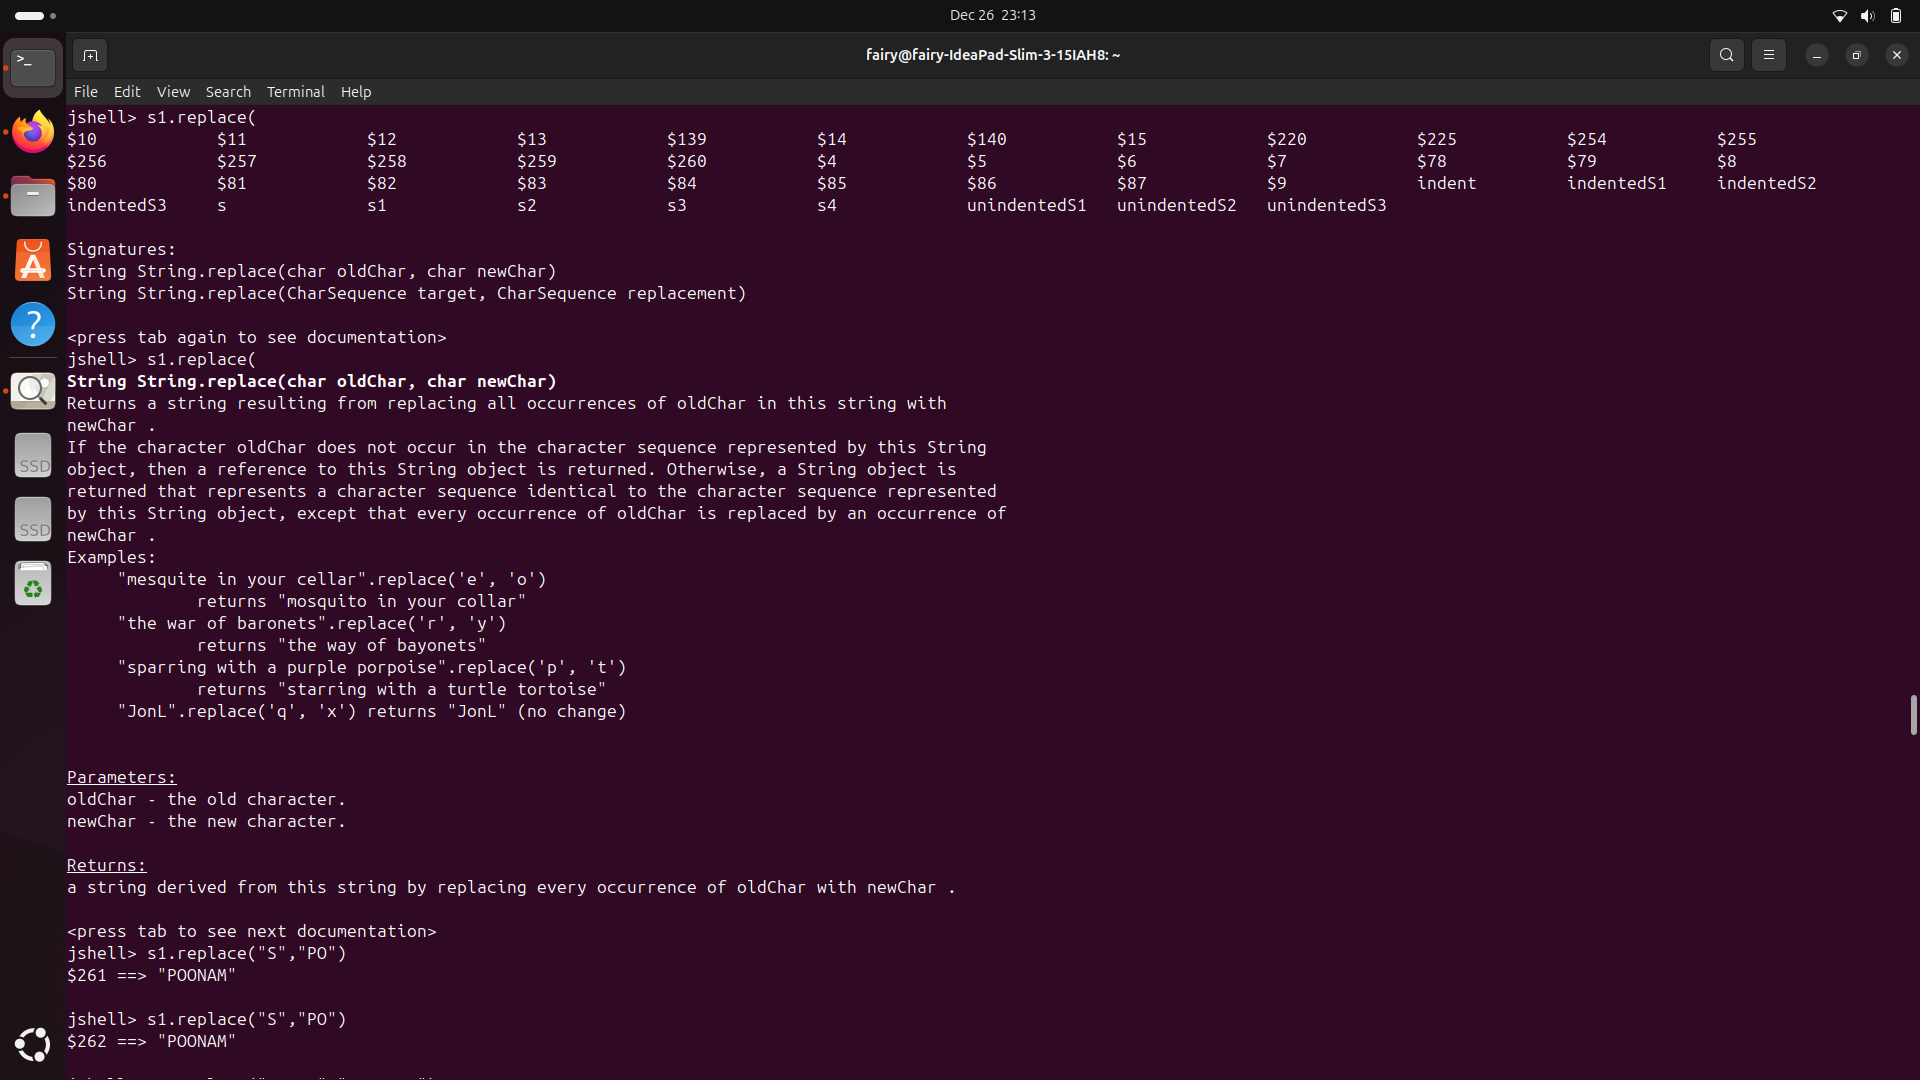 Dec 26 23:13
fairy@fairy-IdeaPad-Slim-3-15IAH8: ~
File Edit View Search Terminal Help
jshell> s1.replace(
$10 $11 $12 $13 $139 $14 $140 $15 $220 $225 $254 $255
$256 $257 $258 $259 $260 $4 $5 $6 $7 $78 $79 $8
$80 $81 $82 $83 $84 $85 $86 $87 $9 indent indentedS1 indentedS2
indentedS3 s s1 s2 s3 s4 unindentedS1 unindentedS2 unindentedS3
Signatures:
String String.replace(char oldChar, char newChar)
String String.replace(CharSequence target, CharSequence replacement)
<press tab again to see documentation>
jshell> s1.replace(
String String.replace(char oldChar, char newChar)
Returns a string resulting from replacing all occurrences of oldChar in this string with
newChar .
If the character oldChar does not occur in the character sequence represented by this String
object, then a reference to this String object is returned. Otherwise, a String object is
returned that represents a character sequence identical to the character sequence represented
by this String object, except that every occurrence of oldChar is replaced by an occurrence of
newChar .
Examples:
"mesquite in your cellar".replace('e', 'o')
returns "mosquito in your collar"
"the war of baronets".replace('r', 'y')
returns "the way of bayonets"
"sparring with a purple porpoise".replace('p', 't')
returns "starring with a turtle tortoise"
"JonL".replace('q', 'x') returns "JonL" (no change)
Parameters:
oldChar - the old character.
newChar - the new character.
Returns:
a string derived from this string by replacing every occurrence of oldChar with newChar .
<press tab to see next documentation>
jshell> s1.replace("S","PO")
$261 ==> "POONAM"
jshell> s1.replace("S","PO")
$262 ==> "POONAM"
SSD
SSD